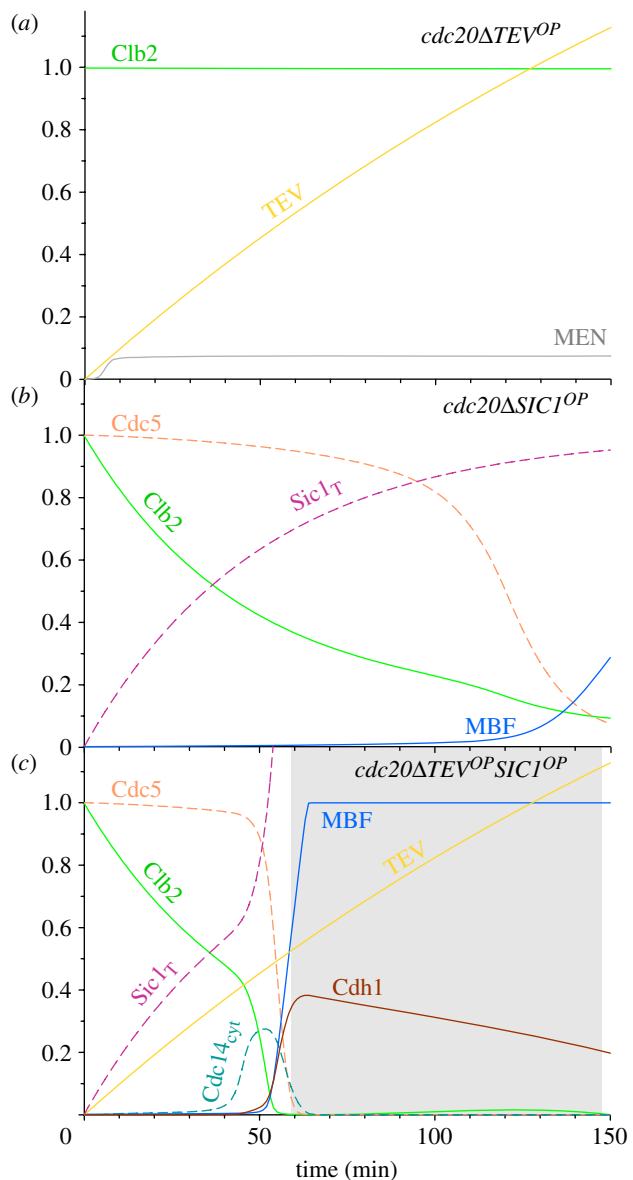 (a)
cdc20ΔTEV^OP
Clb2
1.0
0.8
TEV
0.6
0.4
0.2
MEN
0
(b)
cdc20ΔSIC1^OP
Cdc5
1.0
Sic1_T
Clb2
0.8
0.6
0.4
0.2
MBF
0
(c)
cdc20ΔTEV^OP SIC1^OP
Cdc5
1.0
MBF
TEV
Clb2
0.8
0.6
Sic1_T
0.4
Cdh1
Cdc14_cyt
0.2
0
50
100
150
time (min)